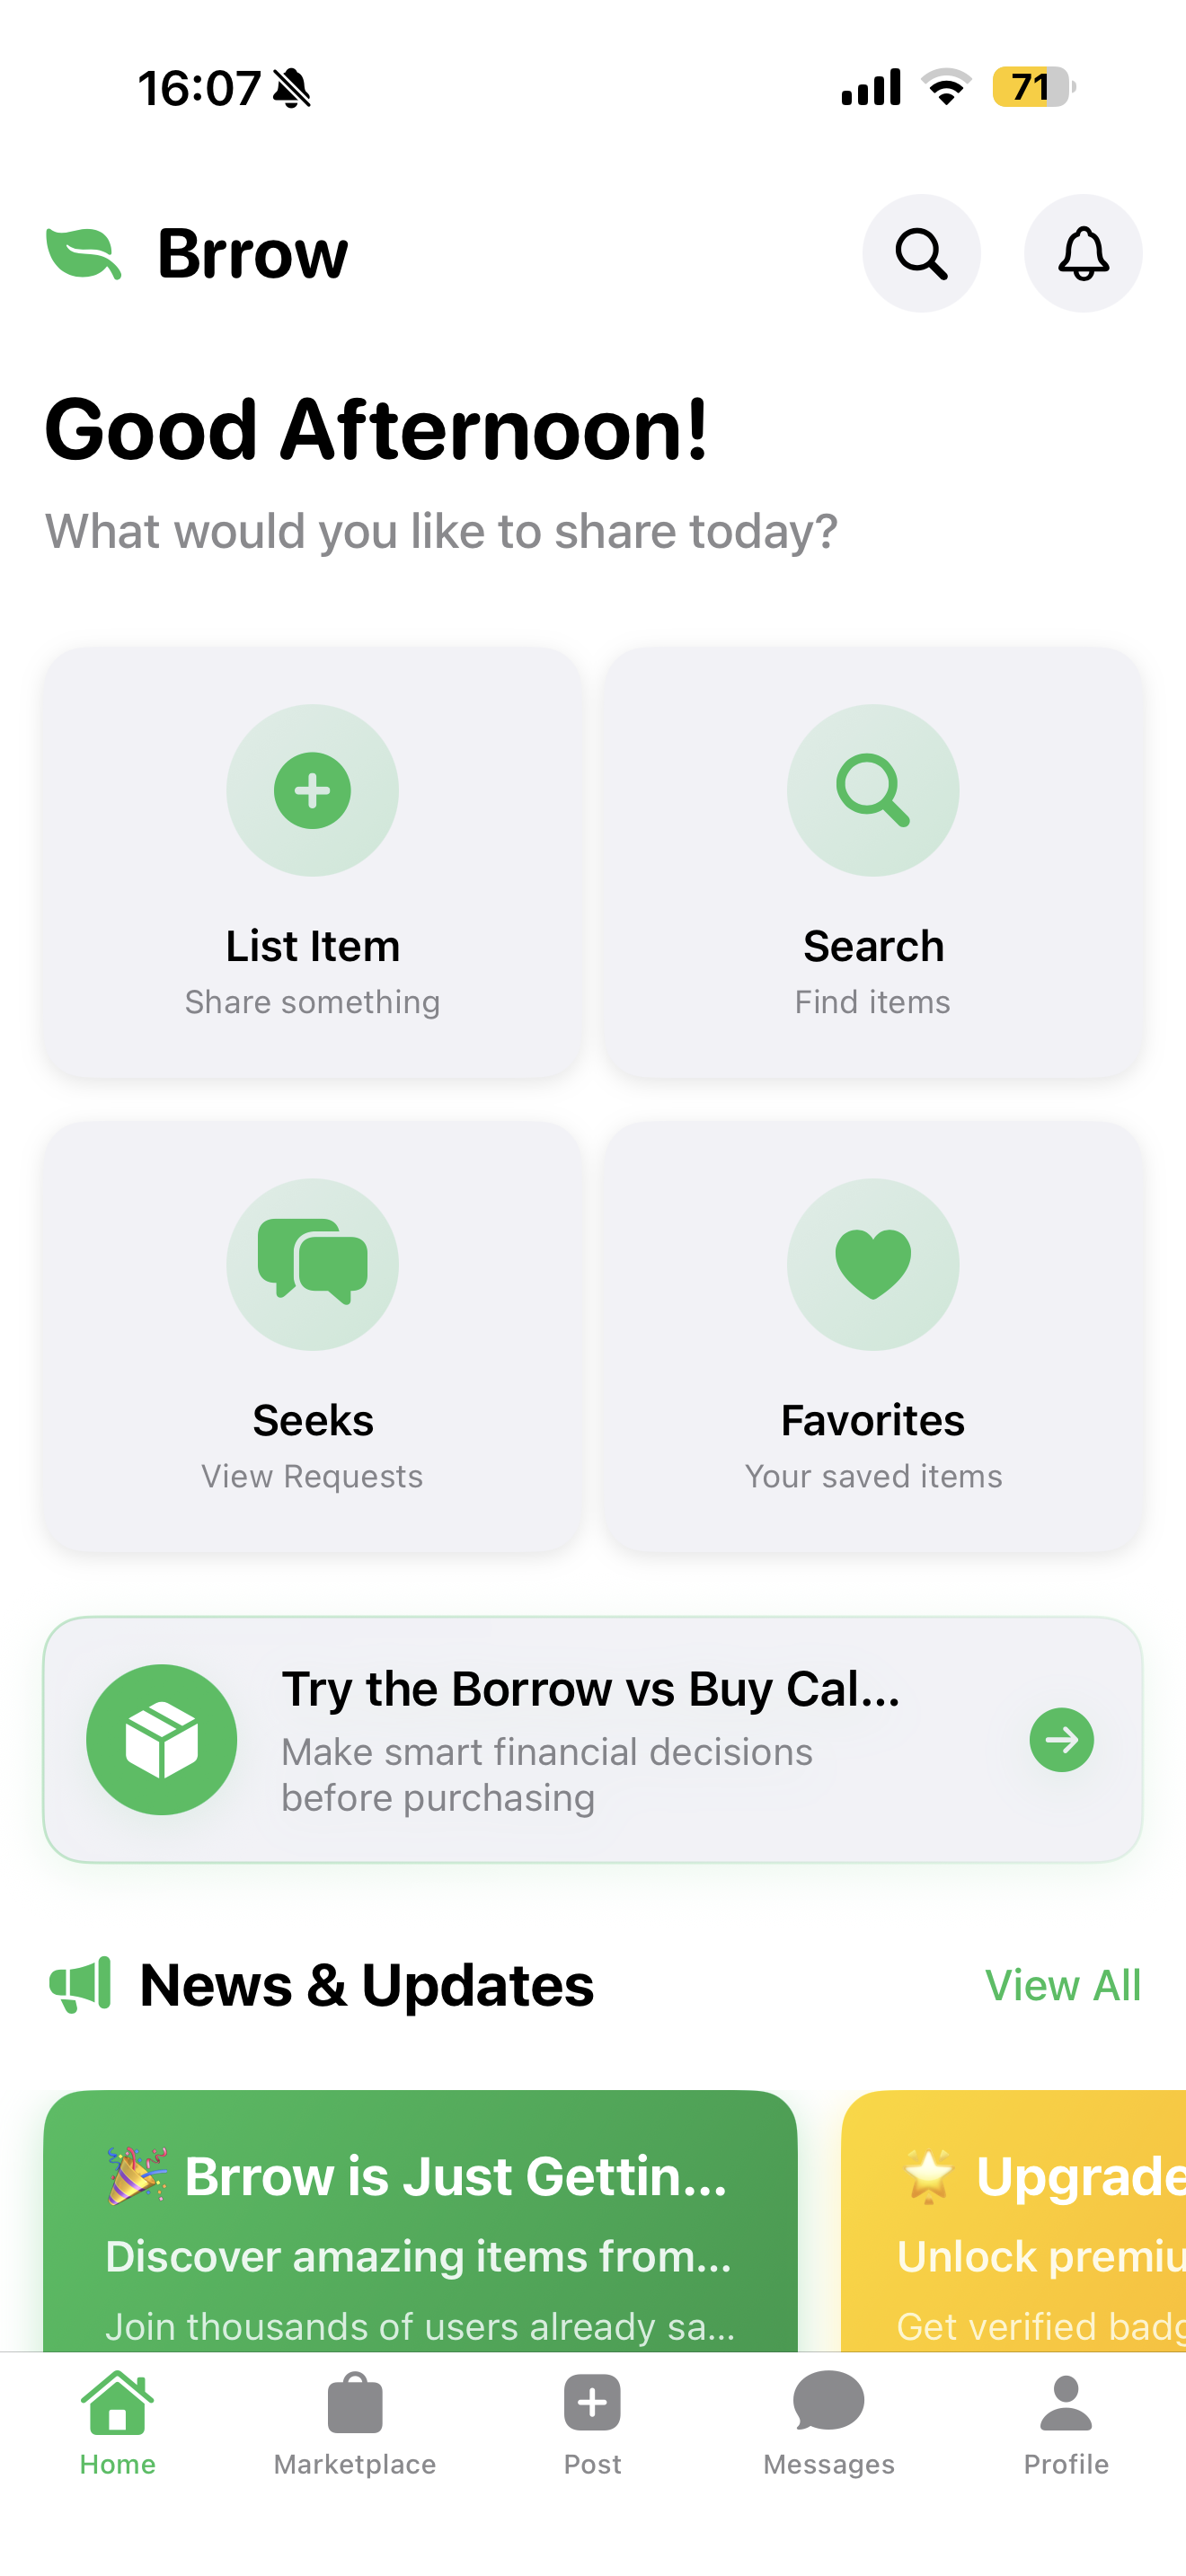 16:07
71
Brrow
Good Afternoon!
What would you like to share today?
List Item
Share something
Search
Find items
Seeks
View Requests
Favorites
Your saved items
Try the Borrow vs Buy Cal...
Make smart financial decisions
before purchasing
News & Updates
View All
🎉 Brrow is Just Gettin...
Discover amazing items from...
Join thousands of users already sa...
🌟 Upgrade
Unlock premiu
Get verified badg
Home
Marketplace
Post
Messages
Profile